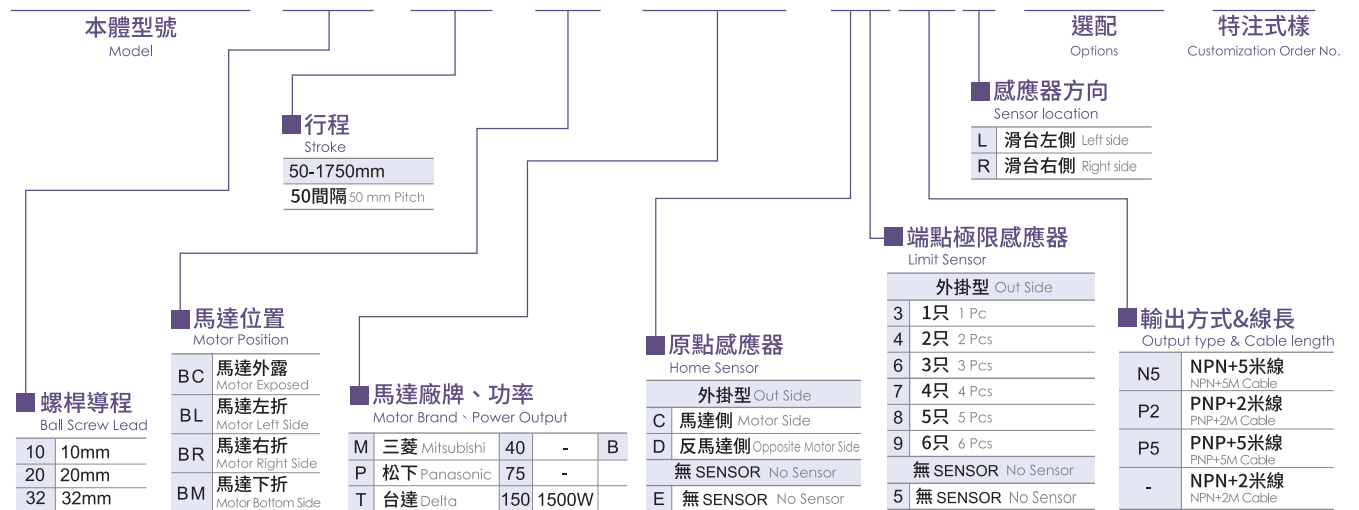 本體型號
Model
選配
Options
特注式樣
Customization Order No.
■感應器方向
Sensor location
L 滑台左側 Left side
R 滑台右側 Right side
■行程
Stroke
50-1750mm
50間隔 50 mm Pitch
■端點極限感應器
Limit Sensor
外掛型 Out Side
3 1只 1 Pc
4 2只 2 Pcs
6 3只 3 Pcs
7 4只 4 Pcs
8 5只 5 Pcs
9 6只 6 Pcs
無 SENSOR No Sensor
5 無 SENSOR No Sensor
■輸出方式&線長
Output type & Cable length
N5 NPN+5米線
NPN+5M Cable
P2 PNP+2米線
PNP+2M Cable
P5 PNP+5米線
PNP+5M Cable
- NPN+2米線
NPN+2M Cable
■馬達位置
Motor Position
BC 馬達外露
Motor Exposed
BL 馬達左折
Motor Left Side
BR 馬達右折
Motor Right Side
BM 馬達下折
Motor Bottom Side
■原點感應器
Home Sensor
外掛型 Out Side
C 馬達側 Motor Side
D 反馬達側 Opposite Motor Side
無 SENSOR No Sensor
E 無 SENSOR No Sensor
■馬達廠牌、功率
Motor Brand、Power Output
M 三菱 Mitsubishi 40 - B
P 松下 Panasonic 75 -
T 台達 Delta 150 1500W
■螺桿導程
Ball Screw Lead
10 10mm
20 20mm
32 32mm